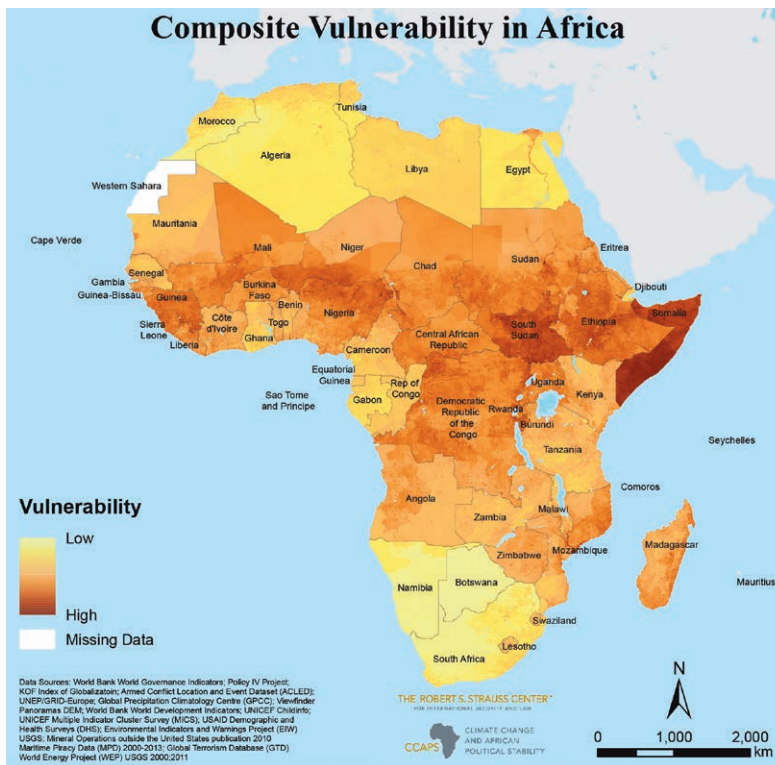 Composite Vulnerability in Africa
Tunisia
Morocco
Algeria
Libya
Egypt
Western Sahara
Mauritania
Cape Verde
Mali
Niger
Chad
Sudan
Eritrea
Senegal
Gambia
Guinea-Bissau
Guinea
Burkina
Faso
Benin
Djibouti
Nigeria
Somalia
Sierra
Leone
Côte
d'Ivoire
Togo
Ghana
Liberia
Central African
Republic
South
Sudan
Ethiopia
Cameroon
Equatorial
Guinea
Rep of
Congo
Gabon
Sao Tome
and Principe
Democratic
Republic
of the
Congo
Uganda
Kenya
Rwanda
Burundi
Tanzania
Seychelles
Comoros
Angola
Zambia
Malawi
Zimbabwe
Mozambique
Madagascar
Mauritius
Namibia
Botswana
Swaziland
Lesotho
South Africa
Vulnerability
Low
High
Missing Data
Data Sources: World Bank World Governance Indicators; Policy IV Project;
KOF Index of Globalizatoin; Armed Conflict Location and Event Dataset (ACLED);
UNEP/GRID-Europe; Global Precipitation Climatology Centre (GPCC); Viewfinder
Panoramas DEM; World Bank World Development Indicators; UNICEF Childinfo;
UNICEF Multiple Indicator Cluster Survey (MICS); USAID Demographic and
Health Surveys (DHS); Environmental Indicators and Warnings Project (EIW)
USGS: Mineral Operations outside the United States publication 2010
Maritime Piracy Data (MPD) 2000-2013; Global Terrorism Database (GTD)
World Energy Project (WEP) USGS 2000;2011
THE ROBERT S. STRAUSS CENTER
FOR INTERNATIONAL SECURITY AND LAW
CCAPS
CLIMATE CHANGE
AND AFRICAN
POLITICAL STABILITY
N
0 1,000 2,000
km